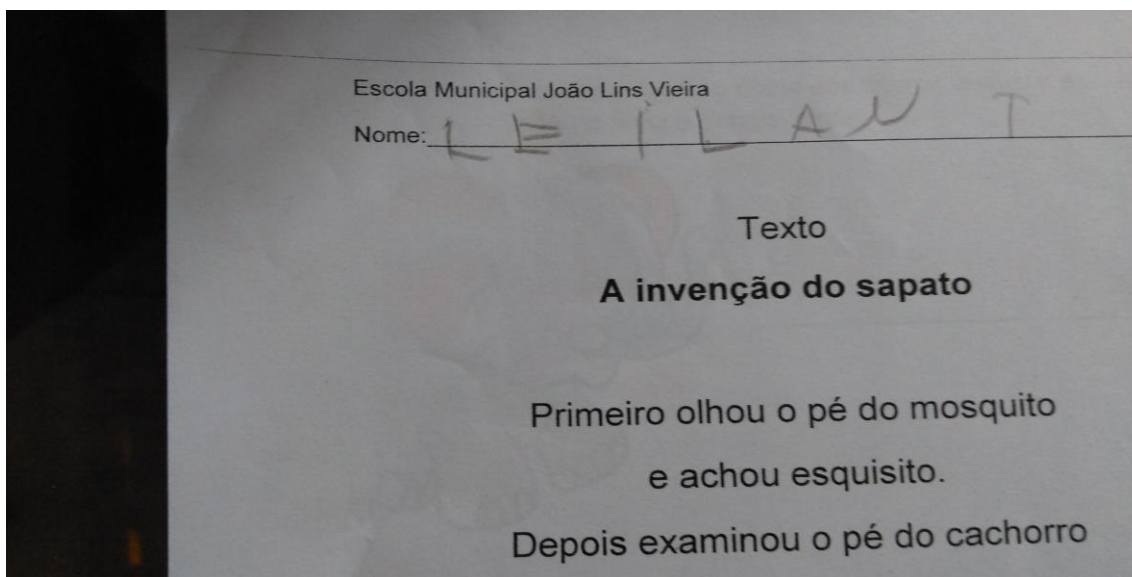 Escola Municipal João Lins Vieira
Nome: LEILANT
Texto
A invenção do sapato
Primeiro olhou o pé do mosquito
e achou esquisito.
Depois examinou o pé do cachorro